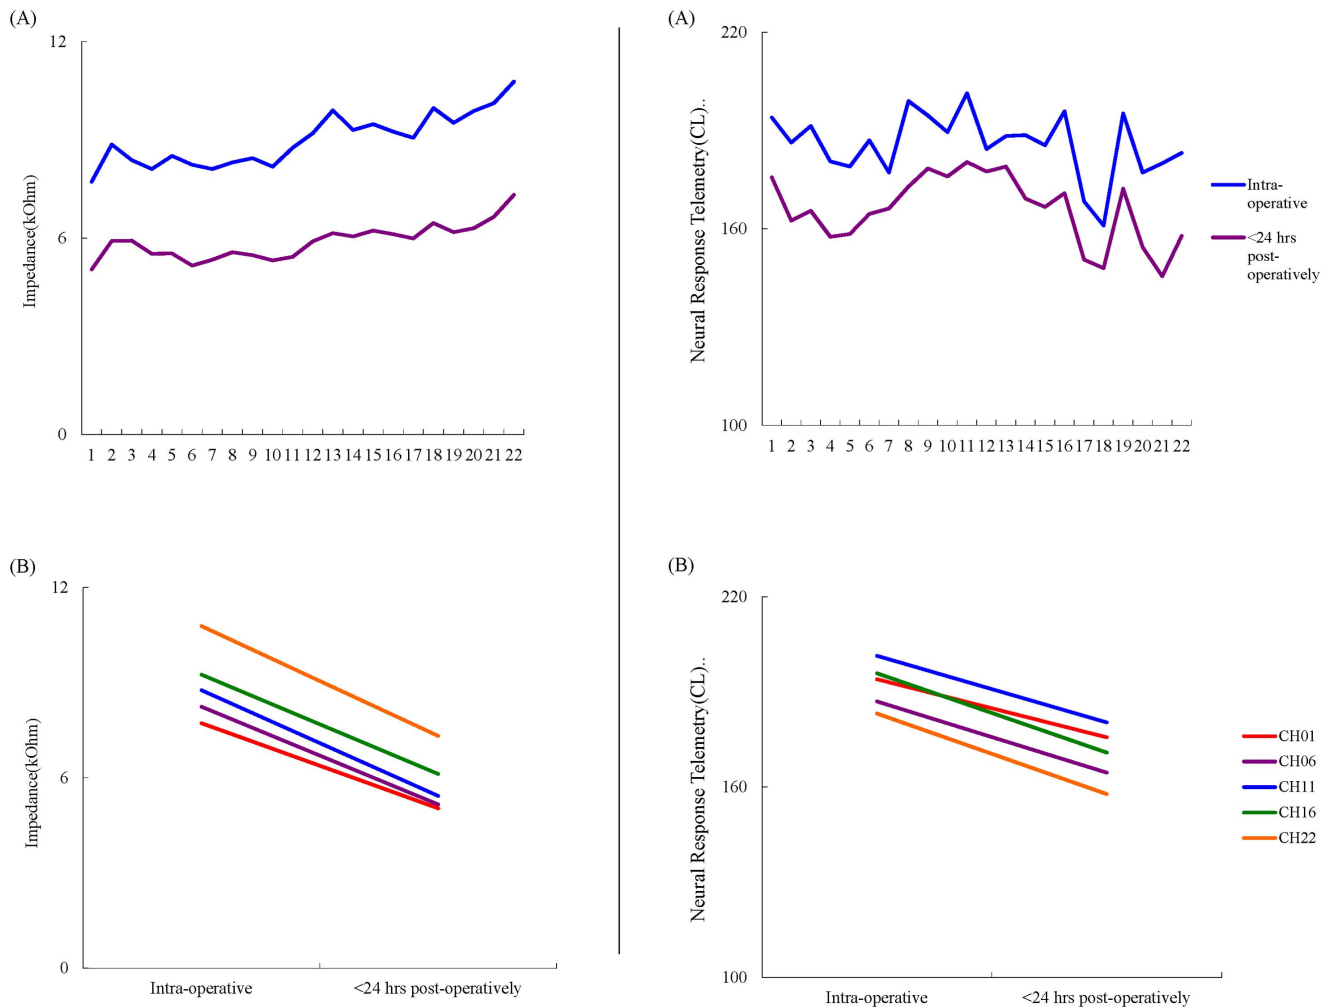 (A)
12
6
0
Impedance(kOhm)
1 2 3 4 5 6 7 8 9 10 11 12 13 14 15 16 17 18 19 20 21 22
(A)
220
160
100
Neural Response Telemetry(CL)..
1 2 3 4 5 6 7 8 9 10 11 12 13 14 15 16 17 18 19 20 21 22
Intra-
operative
<24 hrs
post-
operatively
(B)
12
6
0
Impedance(kOhm)
Intra-operative <24 hrs post-operatively
(B)
220
160
100
Neural Response Telemetry(CL)..
Intra-operative <24 hrs post-operatively
CH01
CH06
CH11
CH16
CH22